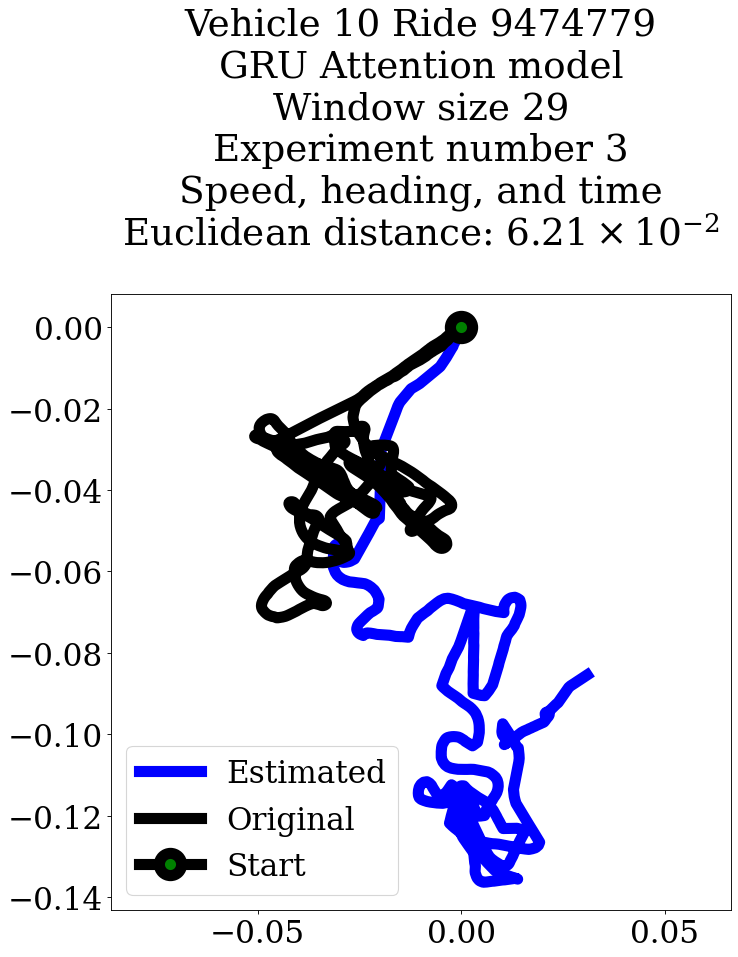 Vehicle 10 Ride 9474779
GRU Attention model
Window size 29
Experiment number 3
Speed, heading, and time
Euclidean distance: 6.21 × 10⁻²
0.00
−0.02
−0.04
−0.06
−0.08
−0.10
−0.12
−0.14
Estimated
Original
Start
−0.05
0.00
0.05